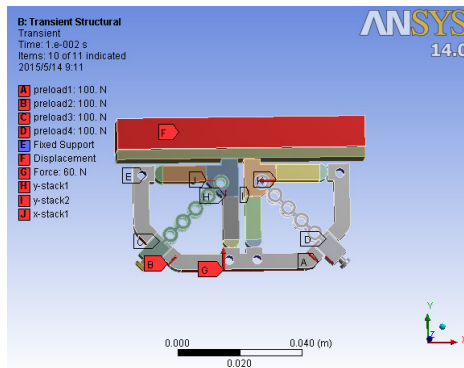 B: Transient Structural
Transient
Time: 1.e-002 s
Items: 10 of 11 indicated
2015/5/14 9:11
A preload1: 100. N
B preload2: 100. N
C preload3: 100. N
D preload4: 100. N
E Fixed Support
F Displacement
G Force: 60. N
H y-stack1
I y-stack2
J x-stack1
ANSYS
14.0
F
E
J
H
I
C
D
B
G
A
Y
Z
X
0.000
0.040 (m)
0.020